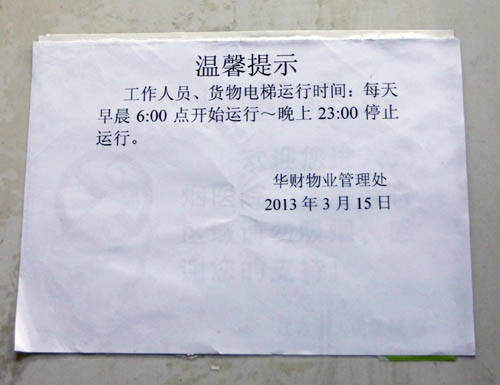 温馨提示
工作人员、货物电梯运行时间：每天
早晨 6:00 点开始运行～晚上 23:00 停止
运行。
华财物业管理处
2013 年 3 月 15 日